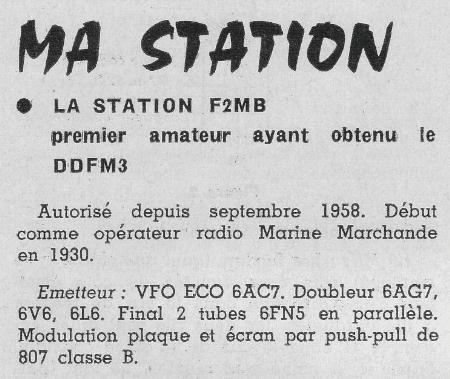 MA STATION
● LA STATION F2MB
premier amateur ayant obtenu le
DDFM3
Autorisé depuis septembre 1958. Début
comme opérateur radio Marine Marchande
en 1930.
Emetteur : VFO ECO 6AC7. Doubleur 6AG7,
6V6, 6L6. Final 2 tubes 6FN5 en parallèle.
Modulation plaque et écran par push-pull de
807 classe B.